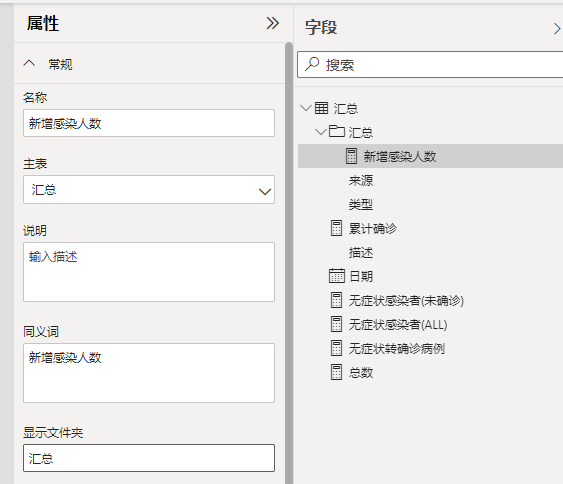 属性
常规
名称
新增感染人数
主表
汇总
说明
输入描述
同义词
新增感染人数
显示文件夹
汇总
字段
搜索
汇总
汇总
新增感染人数
来源
类型
累计确诊
描述
日期
无症状感染者(未确诊)
无症状感染者(ALL)
无症状转确诊病例
总数